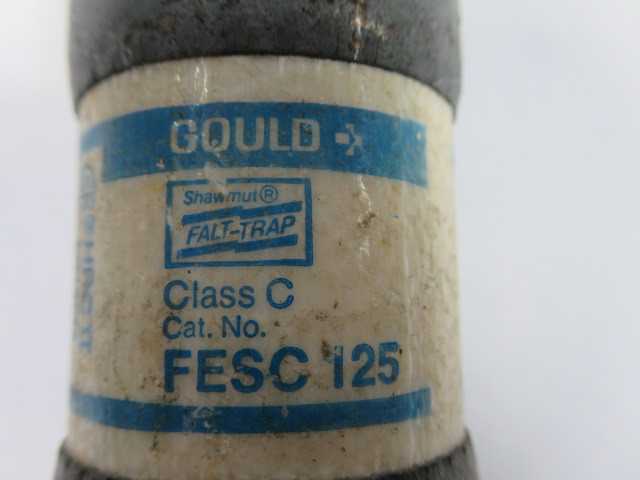 GOULD
Shawmut®
FALT-TRAP
Class C
Cat. No.
FESC 125